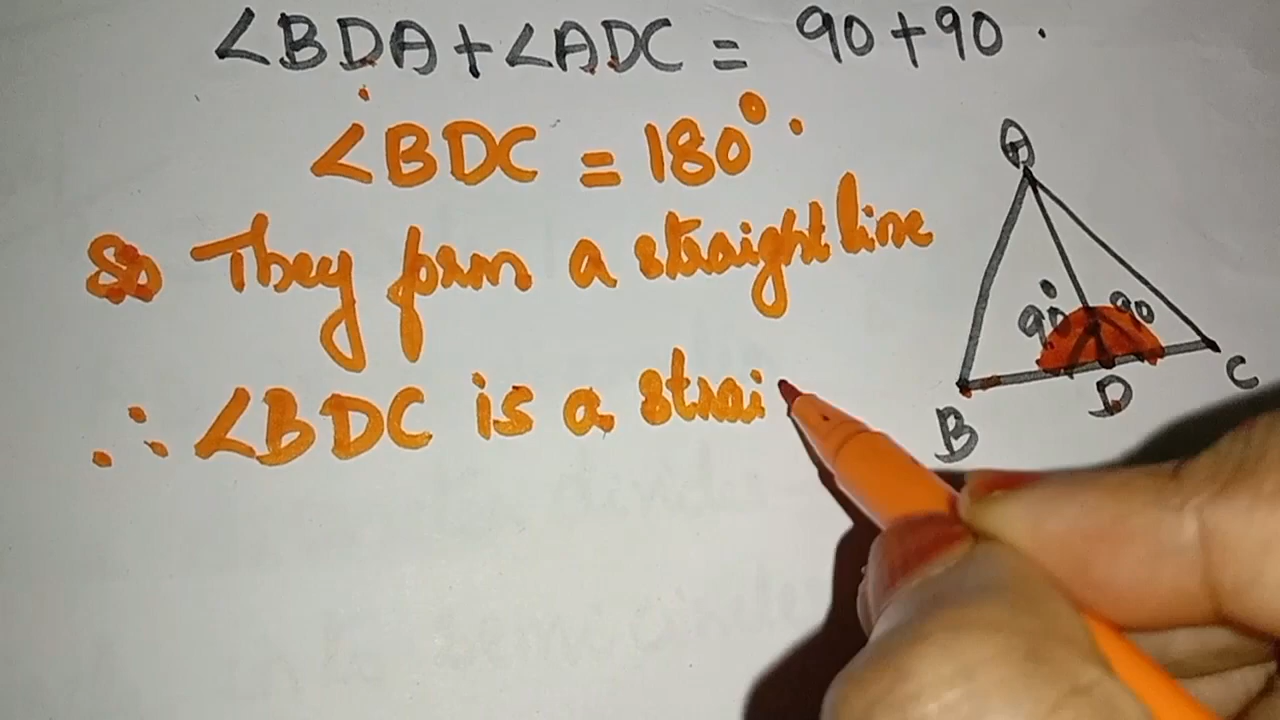 ∠BDA + ∠ADC = 90 + 90.
∠BDC = 180°.
So They form a straight line
∴ ∠BDC is a strai
A
90°
90
B
D
C